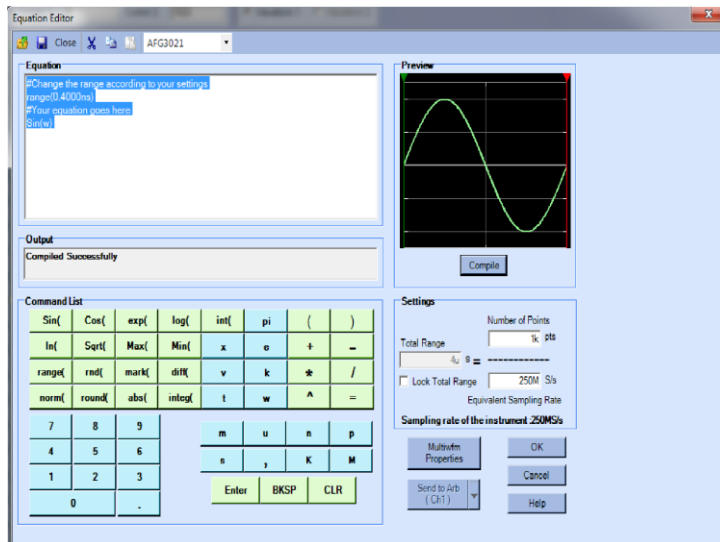 Equation Editor
Close
AFG3021
Equation
#Change the range according to your settings
range(0,4000ns)
#Your equation goes here
Sin(w)
Preview
Output
Compiled Successfully
Compile
Command List
Sin( Cos( exp( log( int( pi ( )
ln( Sqrt( Max( Min( x e + -
range( rnd( mark( diff( v k * /
norm( round( abs( integ( t w ^ =
7 8 9
4 5 6
1 2 3
0 .
m u n p
s , K M
Enter BKSP CLR
Settings
Number of Points
1k pts
Total Range
4u s = ------------
Lock Total Range 250M S/s
Equivalent Sampling Rate
Sampling rate of the instrument :250MS/s
Multiwfm Properties
OK
Cancel
Send to Arb
(Ch1)
Help